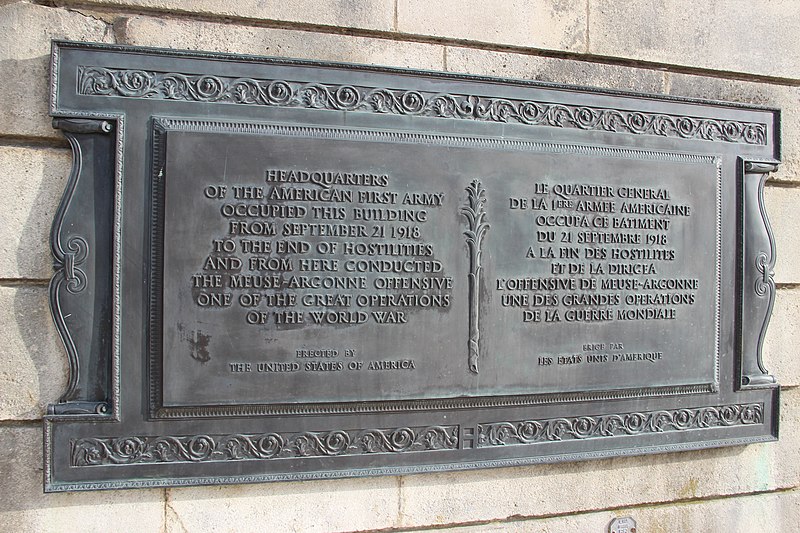 HEADQUARTERS
OF THE AMERICAN FIRST ARMY
OCCUPIED THIS BUILDING
FROM SEPTEMBER 21 1918
TO THE END OF HOSTILITIES
AND FROM HERE CONDUCTED
THE MEUSE-ARGONNE OFFENSIVE
ONE OF THE GREAT OPERATIONS
OF THE WORLD WAR
ERECTED BY
THE UNITED STATES OF AMERICA
LE QUARTIER GENERAL
DE LA 1ERE ARMEE AMERICAINE
OCCUPA CE BATIMENT
DU 21 SEPTEMBRE 1918
A LA FIN DES HOSTILITES
ET DE LA DIRIGEA
L'OFFENSIVE DE MEUSE-ARGONNE
UNE DES GRANDES OPERATIONS
DE LA GUERRE MONDIALE
ERIGE PAR
LES ETATS UNIS D'AMERIQUE